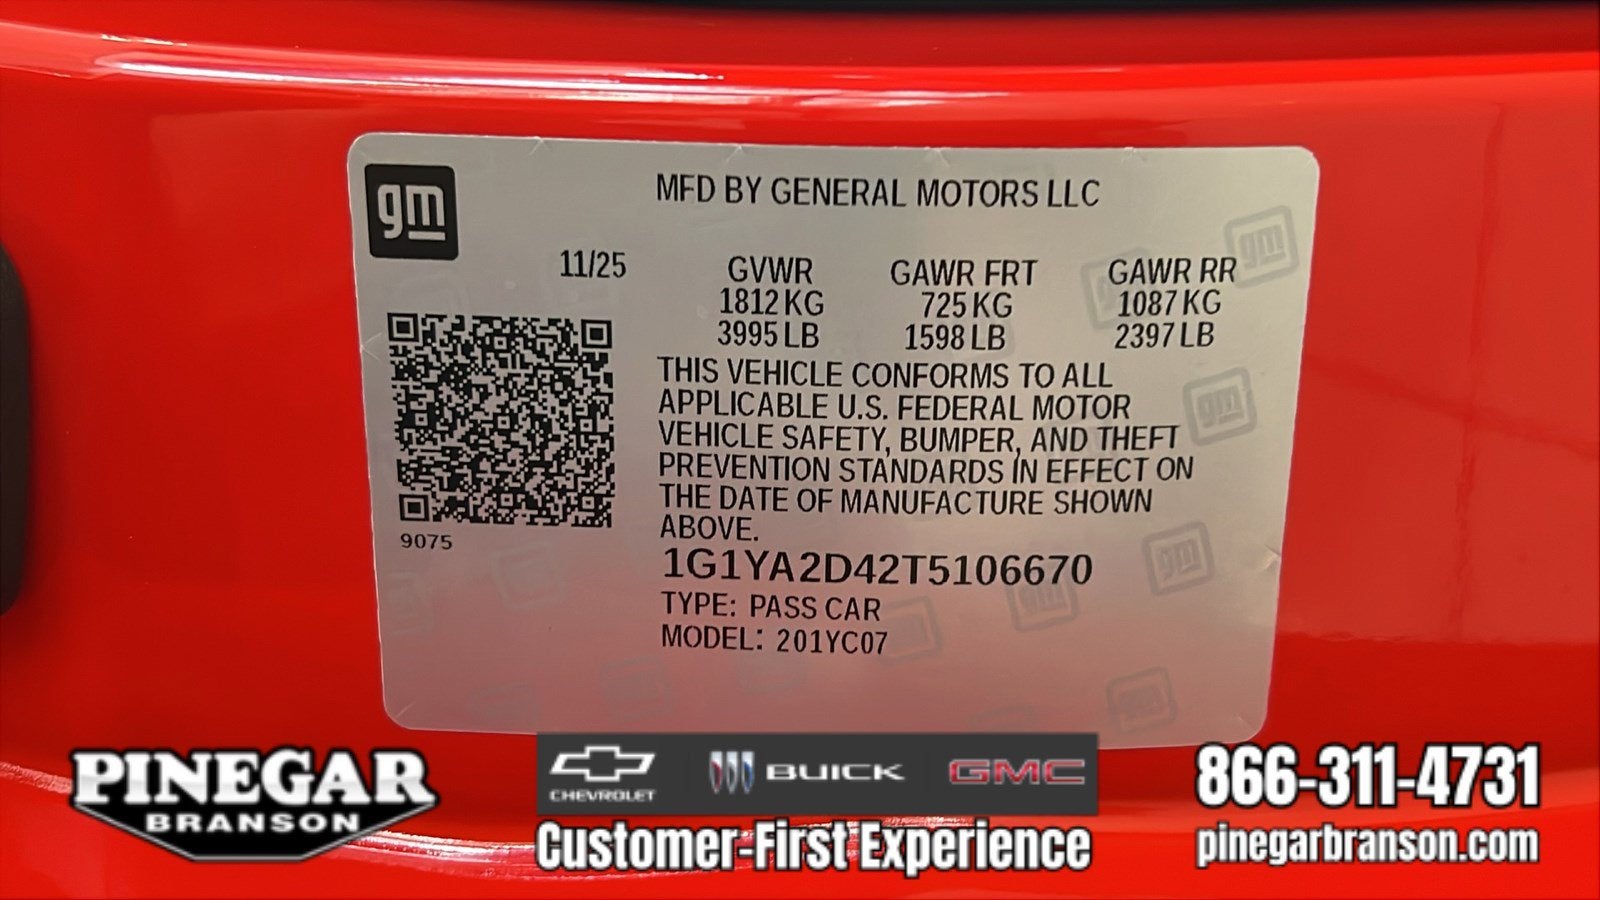 gm
MFD BY GENERAL MOTORS LLC
11/25
GVWR GAWR FRT GAWR RR
1812 KG 725 KG 1087 KG
3995 LB 1598 LB 2397 LB
THIS VEHICLE CONFORMS TO ALL
APPLICABLE U.S. FEDERAL MOTOR
VEHICLE SAFETY, BUMPER, AND THEFT
PREVENTION STANDARDS IN EFFECT ON
THE DATE OF MANUFACTURE SHOWN
ABOVE.
9075
1G1YA2D42T5106670
TYPE: PASS CAR
MODEL: 201YC07
PINEGAR
BRANSON
CHEVROLET
BUICK
GMC
Customer-First Experience
866-311-4731
pinegarbranson.com